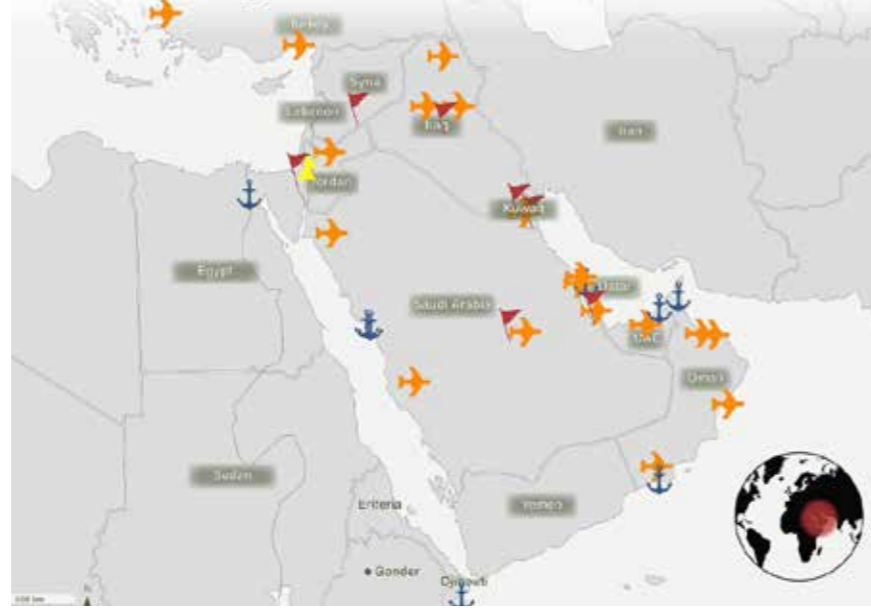 Turkey
Syria
Lebanon
Iraq
Iran
Jordan
Kuwait
Egypt
Qatar
Saudi Arabia
UAE
Oman
Sudan
Eritrea
Yemen
Gonder
Djibouti
N